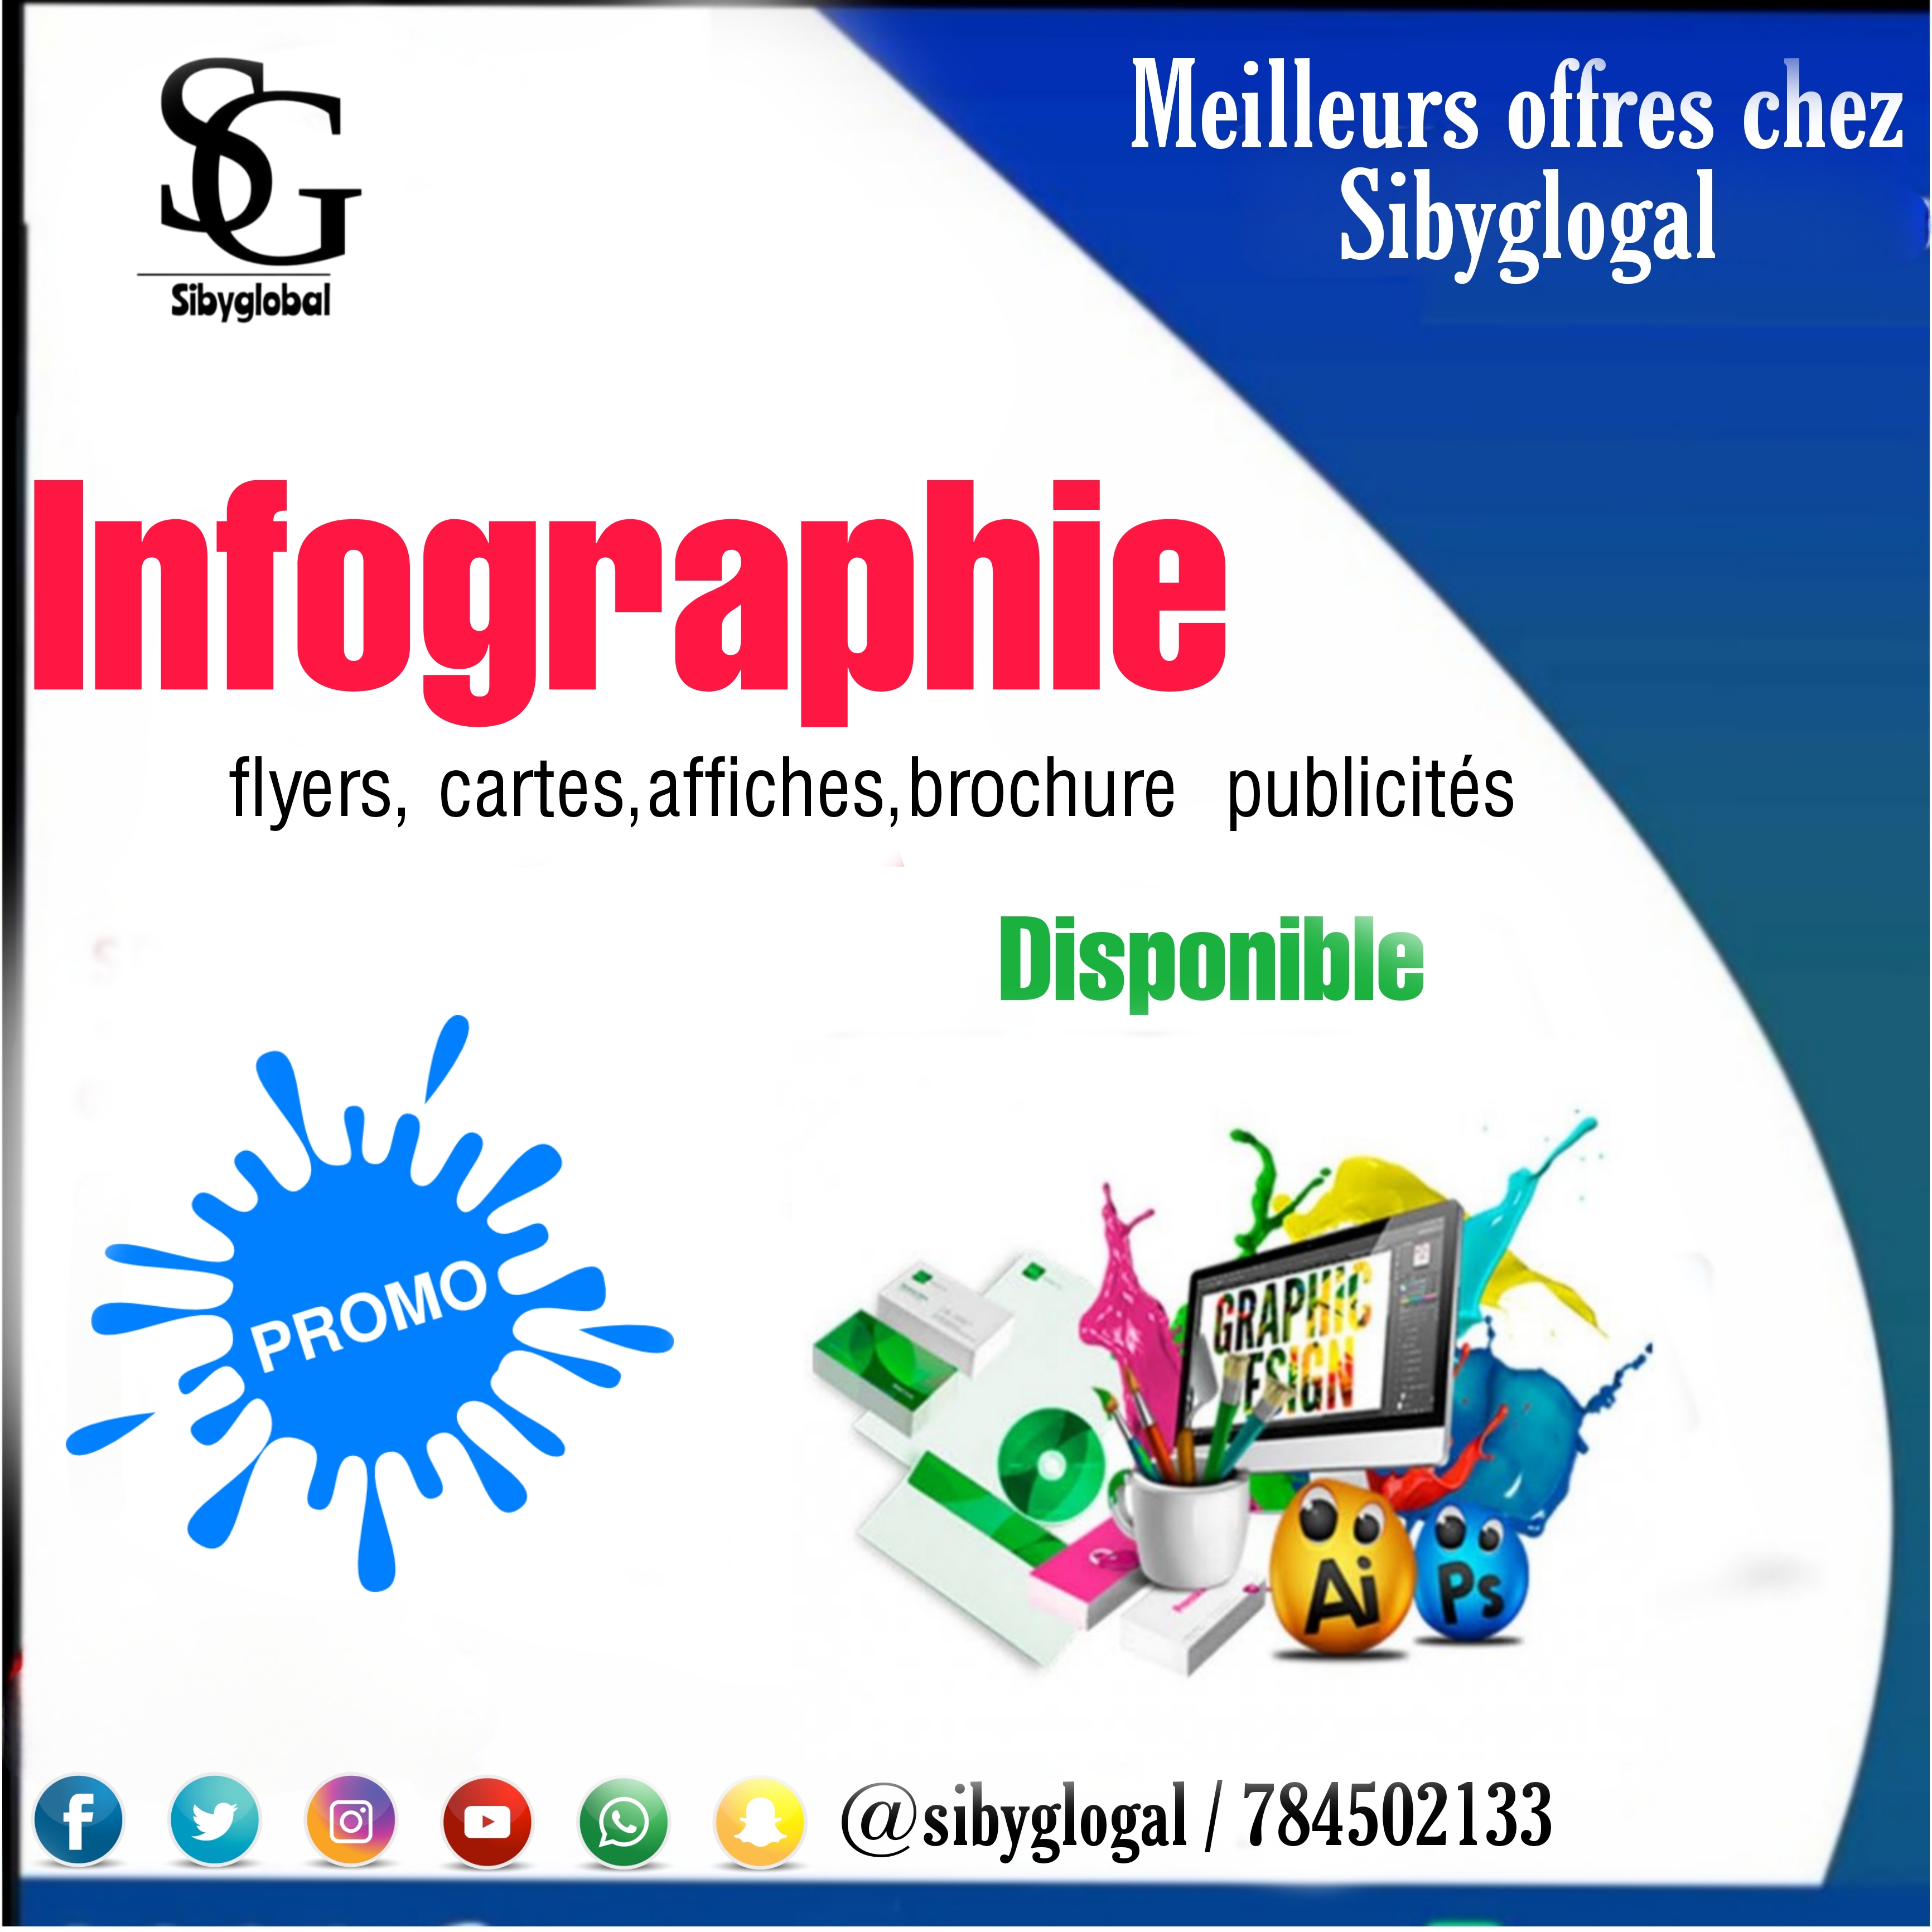 SG
Sibyglobal
Meilleurs offres chez
Sibyglogal
Infographie
flyers, cartes,affiches,brochure publicités
Disponible
PROMO
GRAPHIC
DESIGN
Ai
Ps
@sibyglogal / 784502133